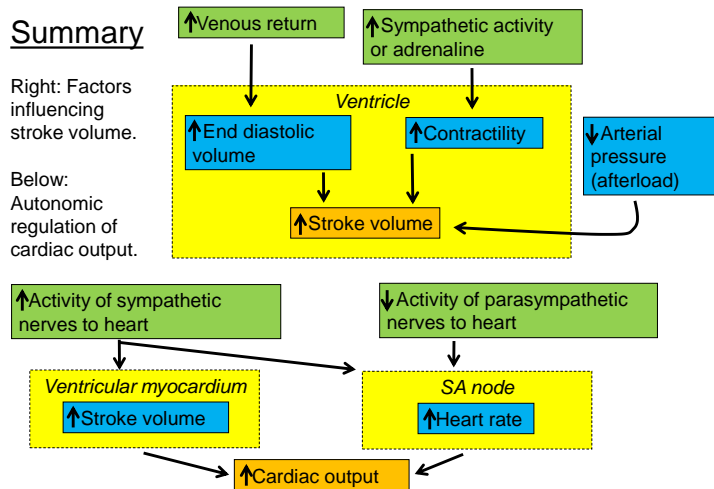 Summary
Right: Factors
influencing
stroke volume.
Below:
Autonomic
regulation of
cardiac output.
↑Venous return
↑Sympathetic activity
or adrenaline
Ventricle
↑End diastolic
volume
↑Contractility
↓Arterial
pressure
(afterload)
↑Stroke volume
↑Activity of sympathetic
nerves to heart
↓Activity of parasympathetic
nerves to heart
Ventricular myocardium
↑Stroke volume
SA node
↑Heart rate
↑Cardiac output